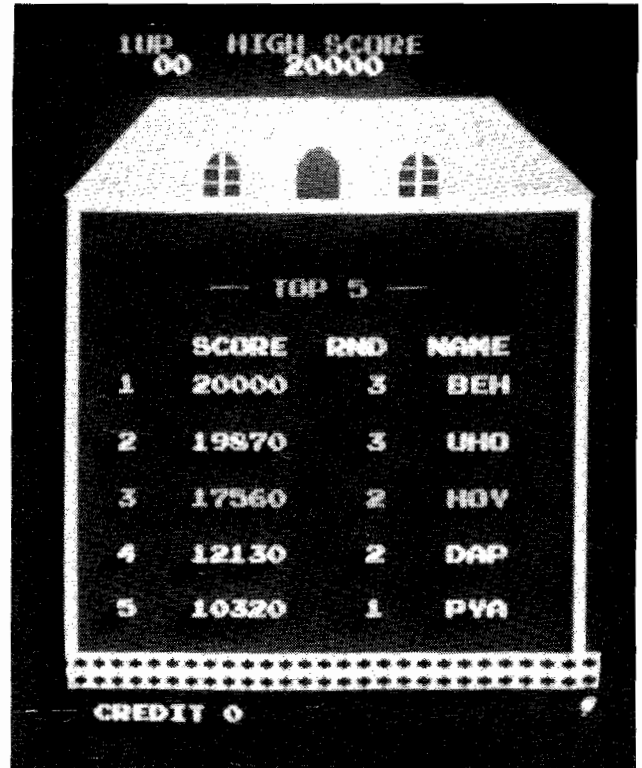 1UP HIGH SCORE
00 20000
— TOP 5 —
SCORE RND NAME
1 20000 3 BEH
2 19870 3 UHO
3 17560 2 HOY
4 12130 2 DAP
5 10320 1 PYA
CREDIT 0